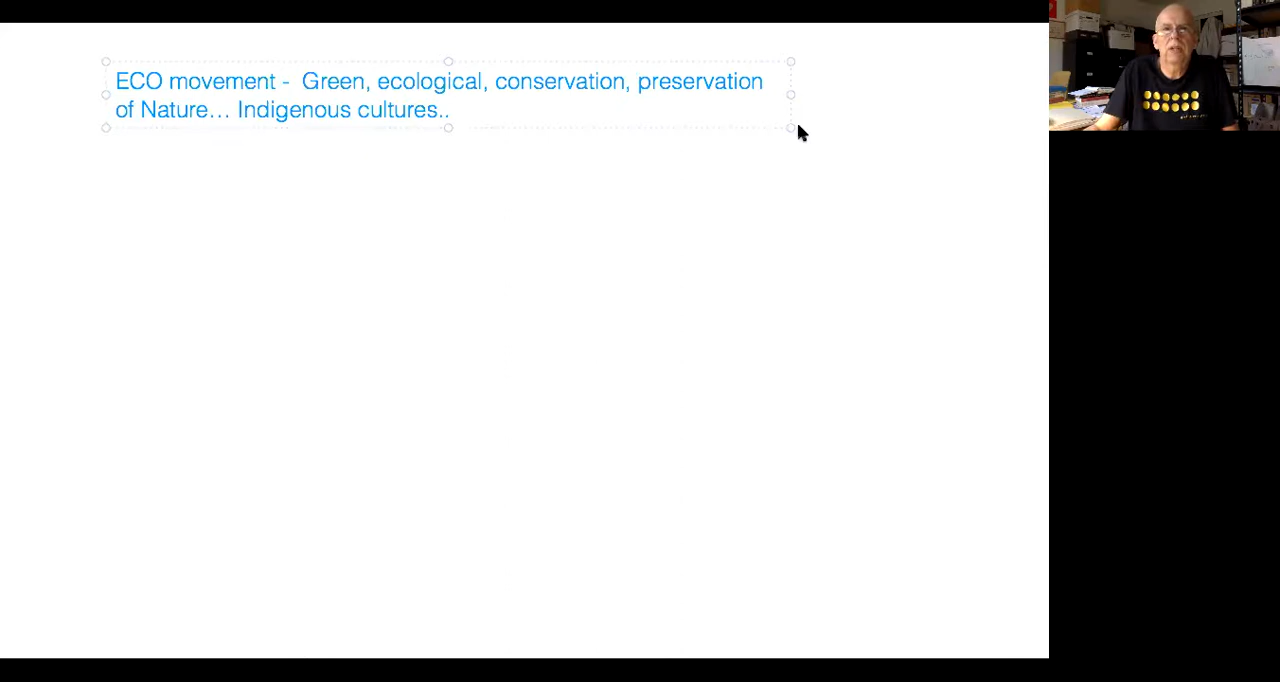 ECO movement -  Green, ecological, conservation, preservation
of Nature… Indigenous cultures..